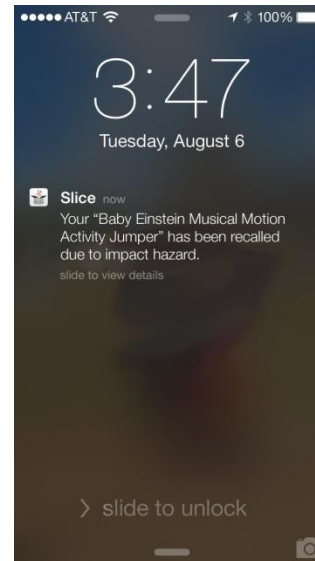 AT&T 100%
3:47
Tuesday, August 6
Slice now
Your “Baby Einstein Musical Motion
Activity Jumper” has been recalled
due to impact hazard.
slide to view details
> slide to unlock